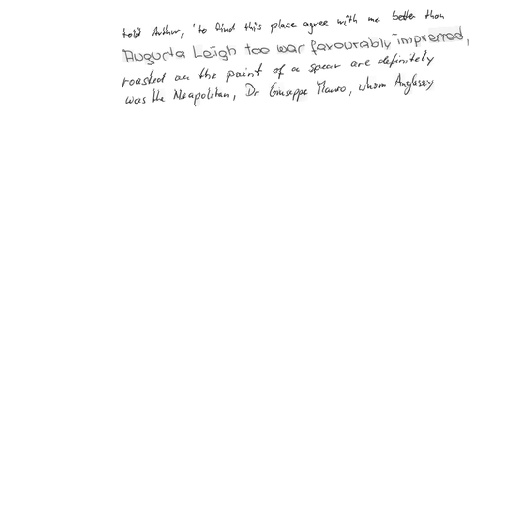 told Arthur, 'to find this place agree with me better than
Augusta Leigh too was favourably impressed,
roasted on the point of a spear are definitely
was the Neapolitan, Dr Giuseppe Mauro, whom Anglesey